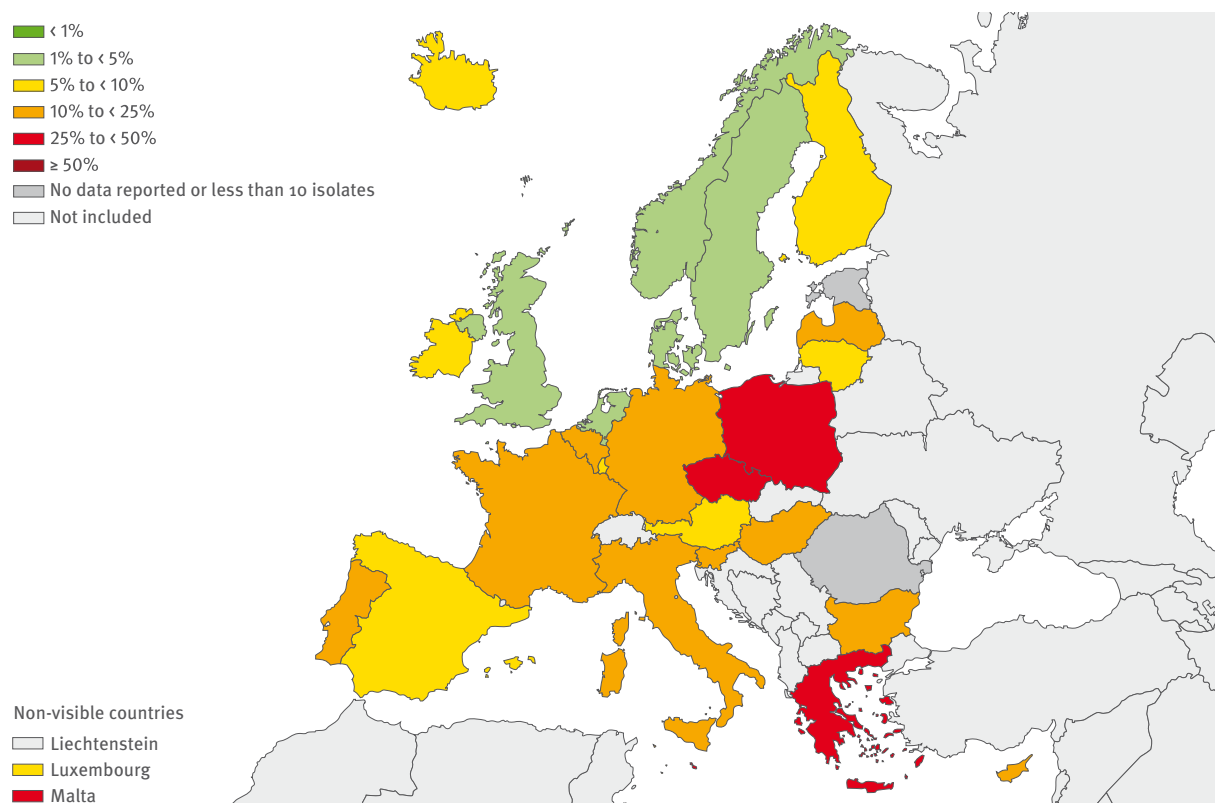 < 1%
1% to < 5%
5% to < 10%
10% to < 25%
25% to < 50%
≥ 50%
No data reported or less than 10 isolates
Not included
Non-visible countries
Liechtenstein
Luxembourg
Malta